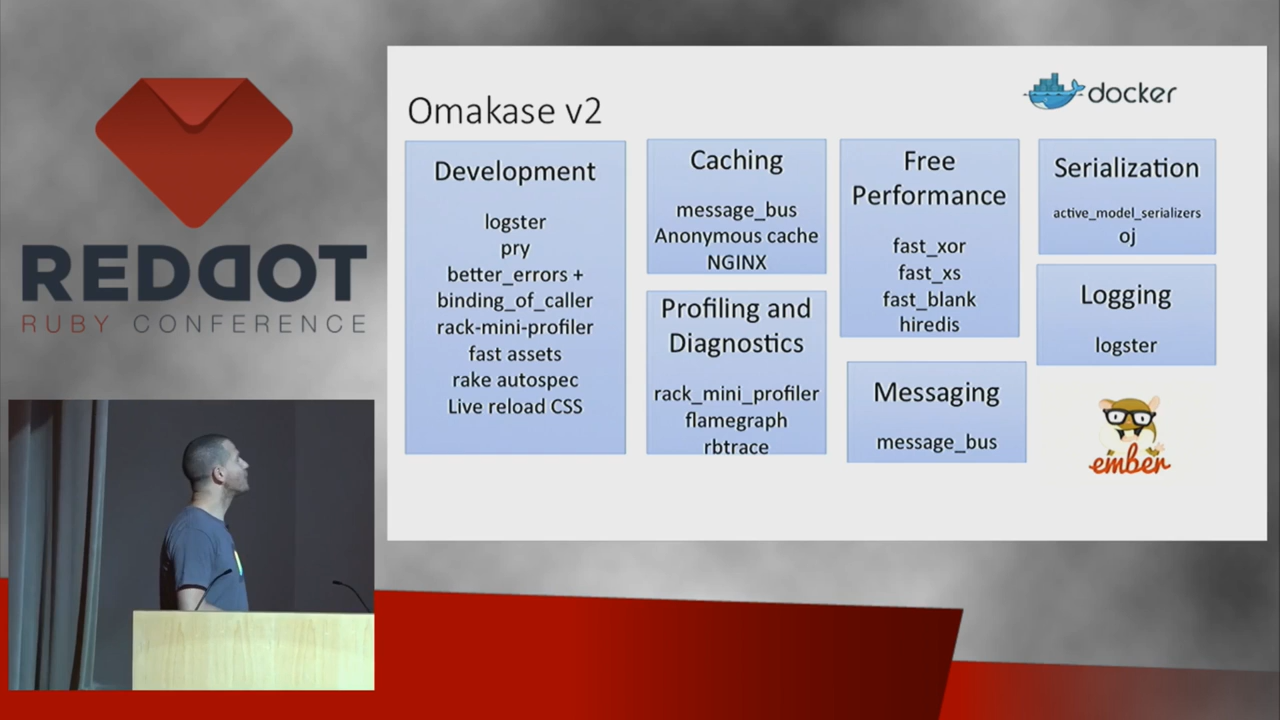 REDDOT
RUBY CONFERENCE
Omakase v2
docker
Development
logster
pry
better_errors +
binding_of_caller
rack-mini-profiler
fast assets
rake autospec
Live reload CSS
Caching
message_bus
Anonymous cache
NGINX
Profiling and
Diagnostics
rack_mini_profiler
flamegraph
rbtrace
Free
Performance
fast_xor
fast_xs
fast_blank
hiredis
Messaging
message_bus
Serialization
active_model_serializers
oj
Logging
logster
ember